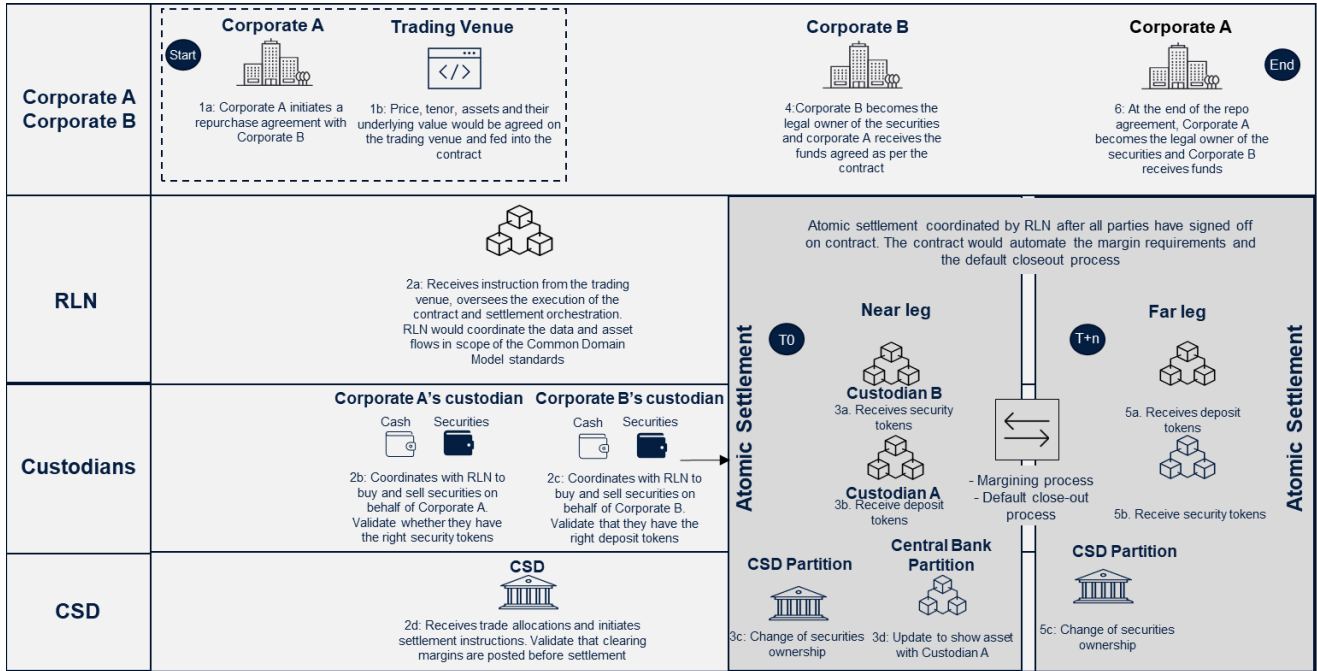 Corporate A
Corporate B
Start
Corporate A
1a: Corporate A initiates a
repurchase agreement with
Corporate B
Trading Venue
1b: Price, tenor, assets and their
underlying value would be agreed on
the trading venue and fed into the
contract
Corporate B
4:Corporate B becomes the
legal owner of the securities
and corporate A receives the
funds agreed as per the
contract
Corporate A
End
6: At the end of the repo
agreement, Corporate A
becomes the legal owner of the
securities and Corporate B
receives funds
RLN
2a: Receives instruction from the trading
venue, oversees the execution of the
contract and settlement orchestration.
RLN would coordinate the data and asset
flows in scope of the Common Domain
Model standards
Atomic settlement coordinated by RLN after all parties have signed off
on contract. The contract would automate the margin requirements and
the default closeout process
Atomic Settlement
T0
Near leg
Custodian B
3a. Receives security
tokens
Custodian A
3b. Receive deposit
tokens
- Margining process
- Default close-out
process
T+n
Far leg
5a. Receives deposit
tokens
5b. Receive security tokens
Atomic Settlement
Custodians
Corporate A's custodian
Cash
Securities
2b: Coordinates with RLN to
buy and sell securities on
behalf of Corporate A.
Validate whether they have
the right security tokens
Corporate B's custodian
Cash
Securities
2c: Coordinates with RLN to
buy and sell securities on
behalf of Corporate B.
Validate that they have the
right deposit tokens
CSD
CSD
2d: Receives trade allocations and initiates
settlement instructions. Validate that clearing
margins are posted before settlement
CSD Partition
3c: Change of securities
ownership
Central Bank
Partition
3d: Update to show asset
with Custodian A
CSD Partition
5c: Change of securities
ownership